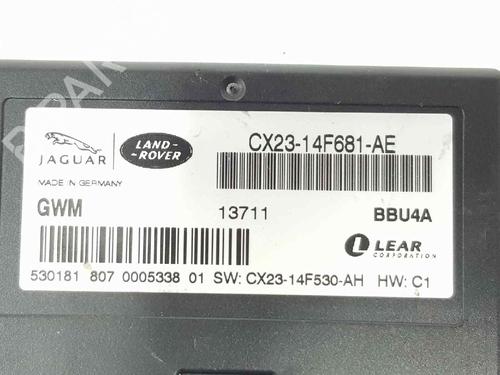 JAGUAR
LAND-
-ROVER
CX23-14F681-AE
MADE IN GERMANY
GWM 13711 BBU4A
LEAR
CORPORATION
530181 807 0005338 01 SW: CX23-14F530-AH HW: C1